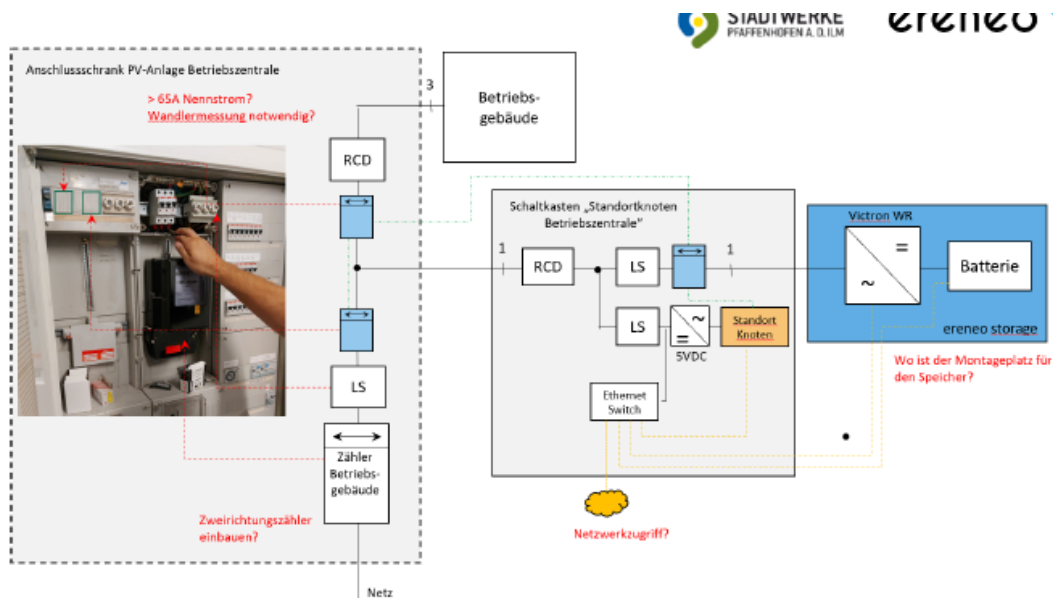 STADTWERKE
PFAFFENHOFEN A. D. ILM
ereneo
Anschlussschrank PV-Anlage Betriebszentrale
> 65A Nennstrom?
Wandlermessung notwendig?
3
Betriebs-
gebäude
RCD
Schaltkasten „Standortknoten
Betriebszentrale“
1
RCD
LS
1
Victron WR
=
~
Batterie
ereneo storage
LS
~
=
5VDC
Standort
Knoten
Wo ist der Montageplatz für
den Speicher?
LS
Ethernet
Switch
Zähler
Betriebs-
gebäude
Zweirichtungszähler
einbauen?
Netzwerkzugriff?
Netz